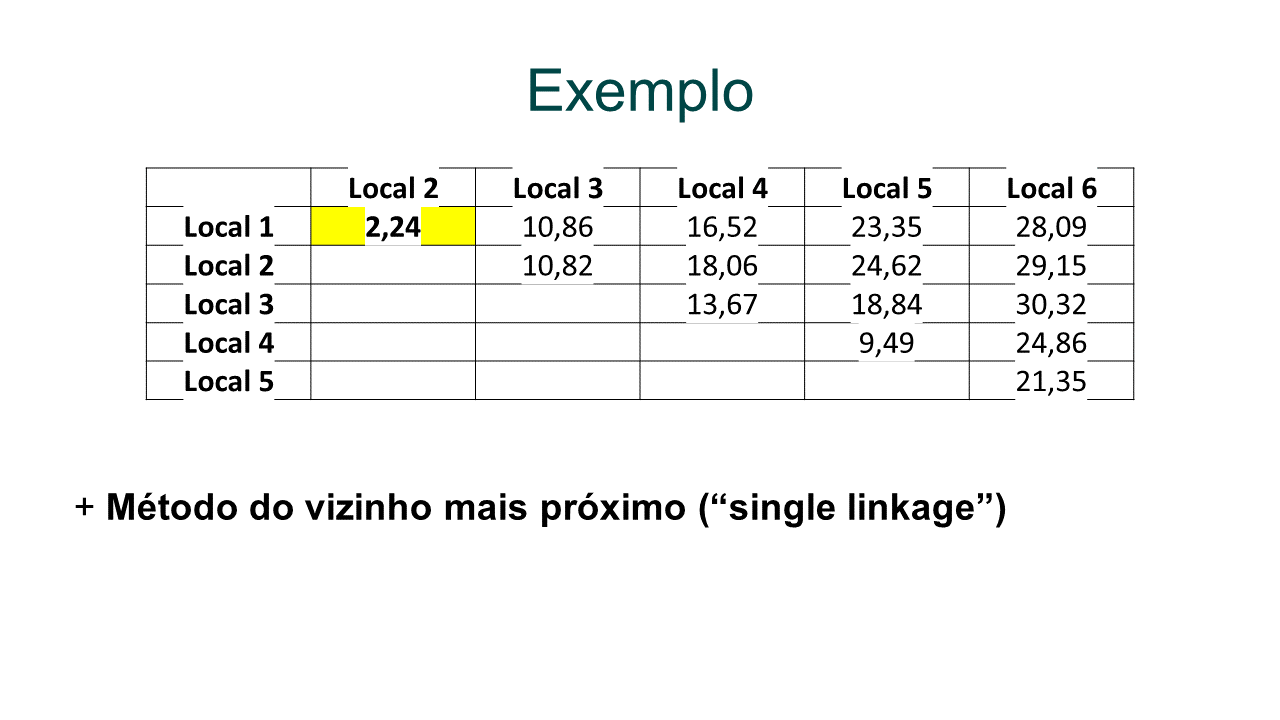 Exemplo
Local 2 Local 3 Local 4 Local 5 Local 6
Local 1 2,24 10,86 16,52 23,35 28,09
Local 2 10,82 18,06 24,62 29,15
Local 3 13,67 18,84 30,32
Local 4 9,49 24,86
Local 5 21,35
+ Método do vizinho mais próximo (“single linkage”)